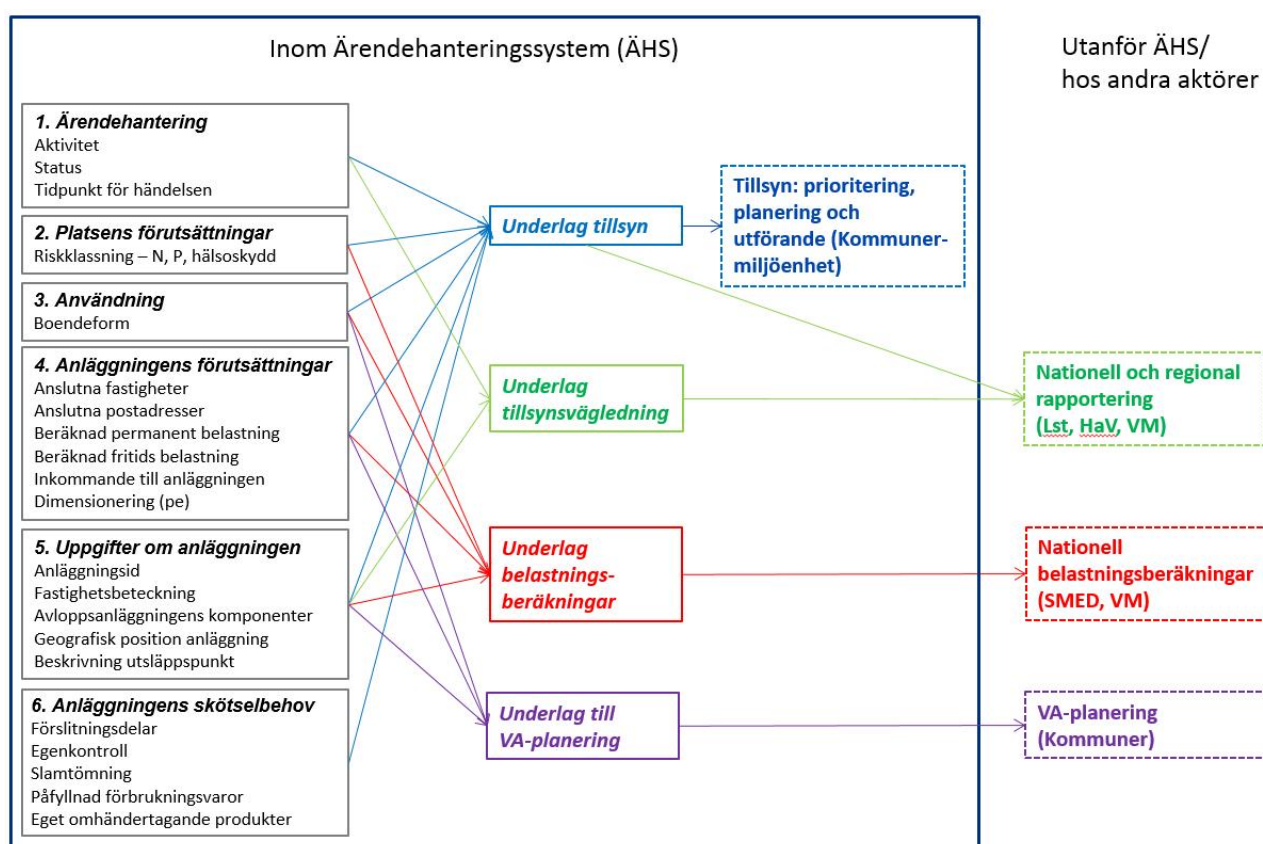 Inom Ärendehanteringssystem (ÄHS)
Utanför ÄHS/
hos andra aktörer
1. Ärendehantering
Aktivitet
Status
Tidpunkt för händelsen
2. Platsens förutsättningar
Riskklassning – N, P, hälsoskydd
3. Användning
Boendeform
4. Anläggningens förutsättningar
Anslutna fastigheter
Anslutna postadresser
Beräknad permanent belastning
Beräknad fritids belastning
Inkommande till anläggningen
Dimensionering (pe)
5. Uppgifter om anläggningen
Anläggningsid
Fastighetsbeteckning
Avloppsanläggningens komponenter
Geografisk position anläggning
Beskrivning utsläppspunkt
6. Anläggningens skötselbehov
Förslitningsdelar
Egenkontroll
Slamtömning
Påfyllnad förbrukningsvaror
Eget omhändertagande produkter
Underlag tillsyn
Underlag
tillsynsvägledning
Underlag
belastnings-
beräkningar
Underlag till
VA-planering
Tillsyn: prioritering,
planering och
utförande (Kommuner-
miljöenhet)
Nationell och regional
rapportering
(Lst, HaV, VM)
Nationell
belastningsberäkningar
(SMED, VM)
VA-planering
(Kommuner)